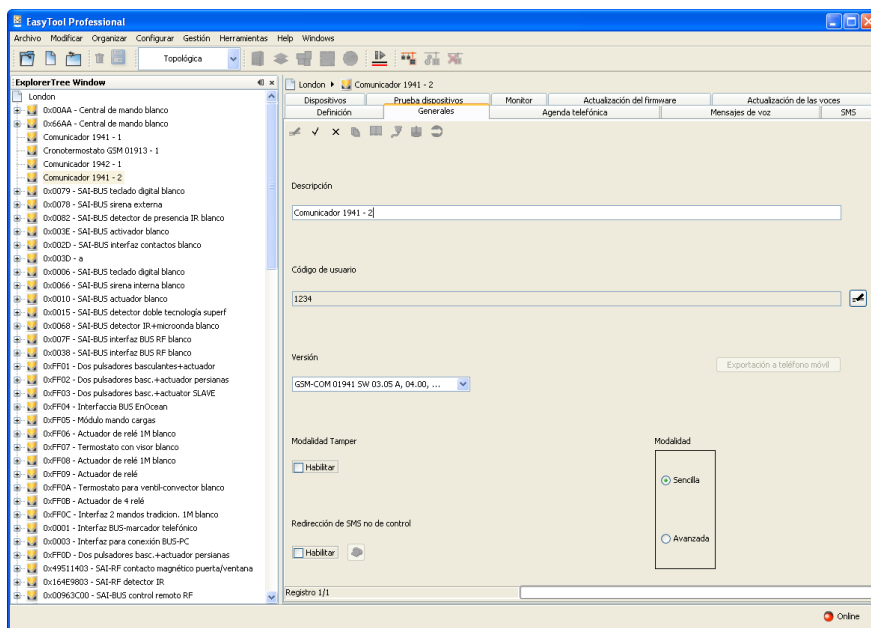 EasyTool Professional
Archivo Modificar Organizar Configurar Gestión Herramientas Help Windows
Topológica
ExplorerTree Window
London
0x00AA - Central de mando blanco
0x66AA - Central de mando blanco
Comunicador 1941 - 1
Cronotermostato GSM 01913 - 1
Comunicador 1942 - 1
Comunicador 1941 - 2
0x0079 - SAI-BUS teclado digital blanco
0x0078 - SAI-BUS sirena externa
0x0082 - SAI-BUS detector de presencia IR blanco
0x003E - SAI-BUS activador blanco
0x002D - SAI-BUS interfaz contactos blanco
0x003D - a
0x0006 - SAI-BUS teclado digital blanco
0x0066 - SAI-BUS sirena interna blanco
0x0010 - SAI-BUS actuador blanco
0x0015 - SAI-BUS detector doble tecnología superf
0x0068 - SAI-BUS detector IR+microonda blanco
0x007F - SAI-BUS interfaz BUS RF blanco
0x0038 - SAI-BUS interfaz BUS RF blanco
0xFF01 - Dos pulsadores basculantes+actuador
0xFF02 - Dos pulsadores basc.+actuador persianas
0xFF03 - Dos pulsadores basc.+actuator SLAVE
0xFF04 - Interfaccia BUS EnOcean
0xFF05 - Módulo mando cargas
0xFF06 - Actuador de relé 1M blanco
0xFF07 - Termostato con visor blanco
0xFF08 - Actuador de relé 1M blanco
0xFF09 - Actuador de relé
0xFF0A - Termostato para ventil-convector blanco
0xFF0B - Actuador de 4 relé
0xFF0C - Interfaz 2 mandos tradicion. 1M blanco
0x0001 - Interfaz BUS-marcador telefónico
0x0003 - Interfaz para conexión BUS-PC
0xFF0D - Dos pulsadores basc.+actuador persianas
0x49511403 - SAI-RF contacto magnético puerta/ventana
0x164E9803 - SAI-RF detector IR
0x00963C00 - SAI-BUS control remoto RF
London Comunicador 1941 - 2
Dispositivos Prueba dispositivos Monitor Actualización del firmware Actualización de las voces
Definición Generales Agenda telefónica Mensajes de voz SMS
Descripción
Comunicador 1941 - 2
Código de usuario
1234
Versión
Exportación a teléfono móvil
GSM-COM 01941 SW 03.05 A, 04.00, ...
Modalidad Tamper Modalidad
Habilitar
Sencilla
Redirección de SMS no de control
Avanzada
Habilitar
Registro 1/1
Online